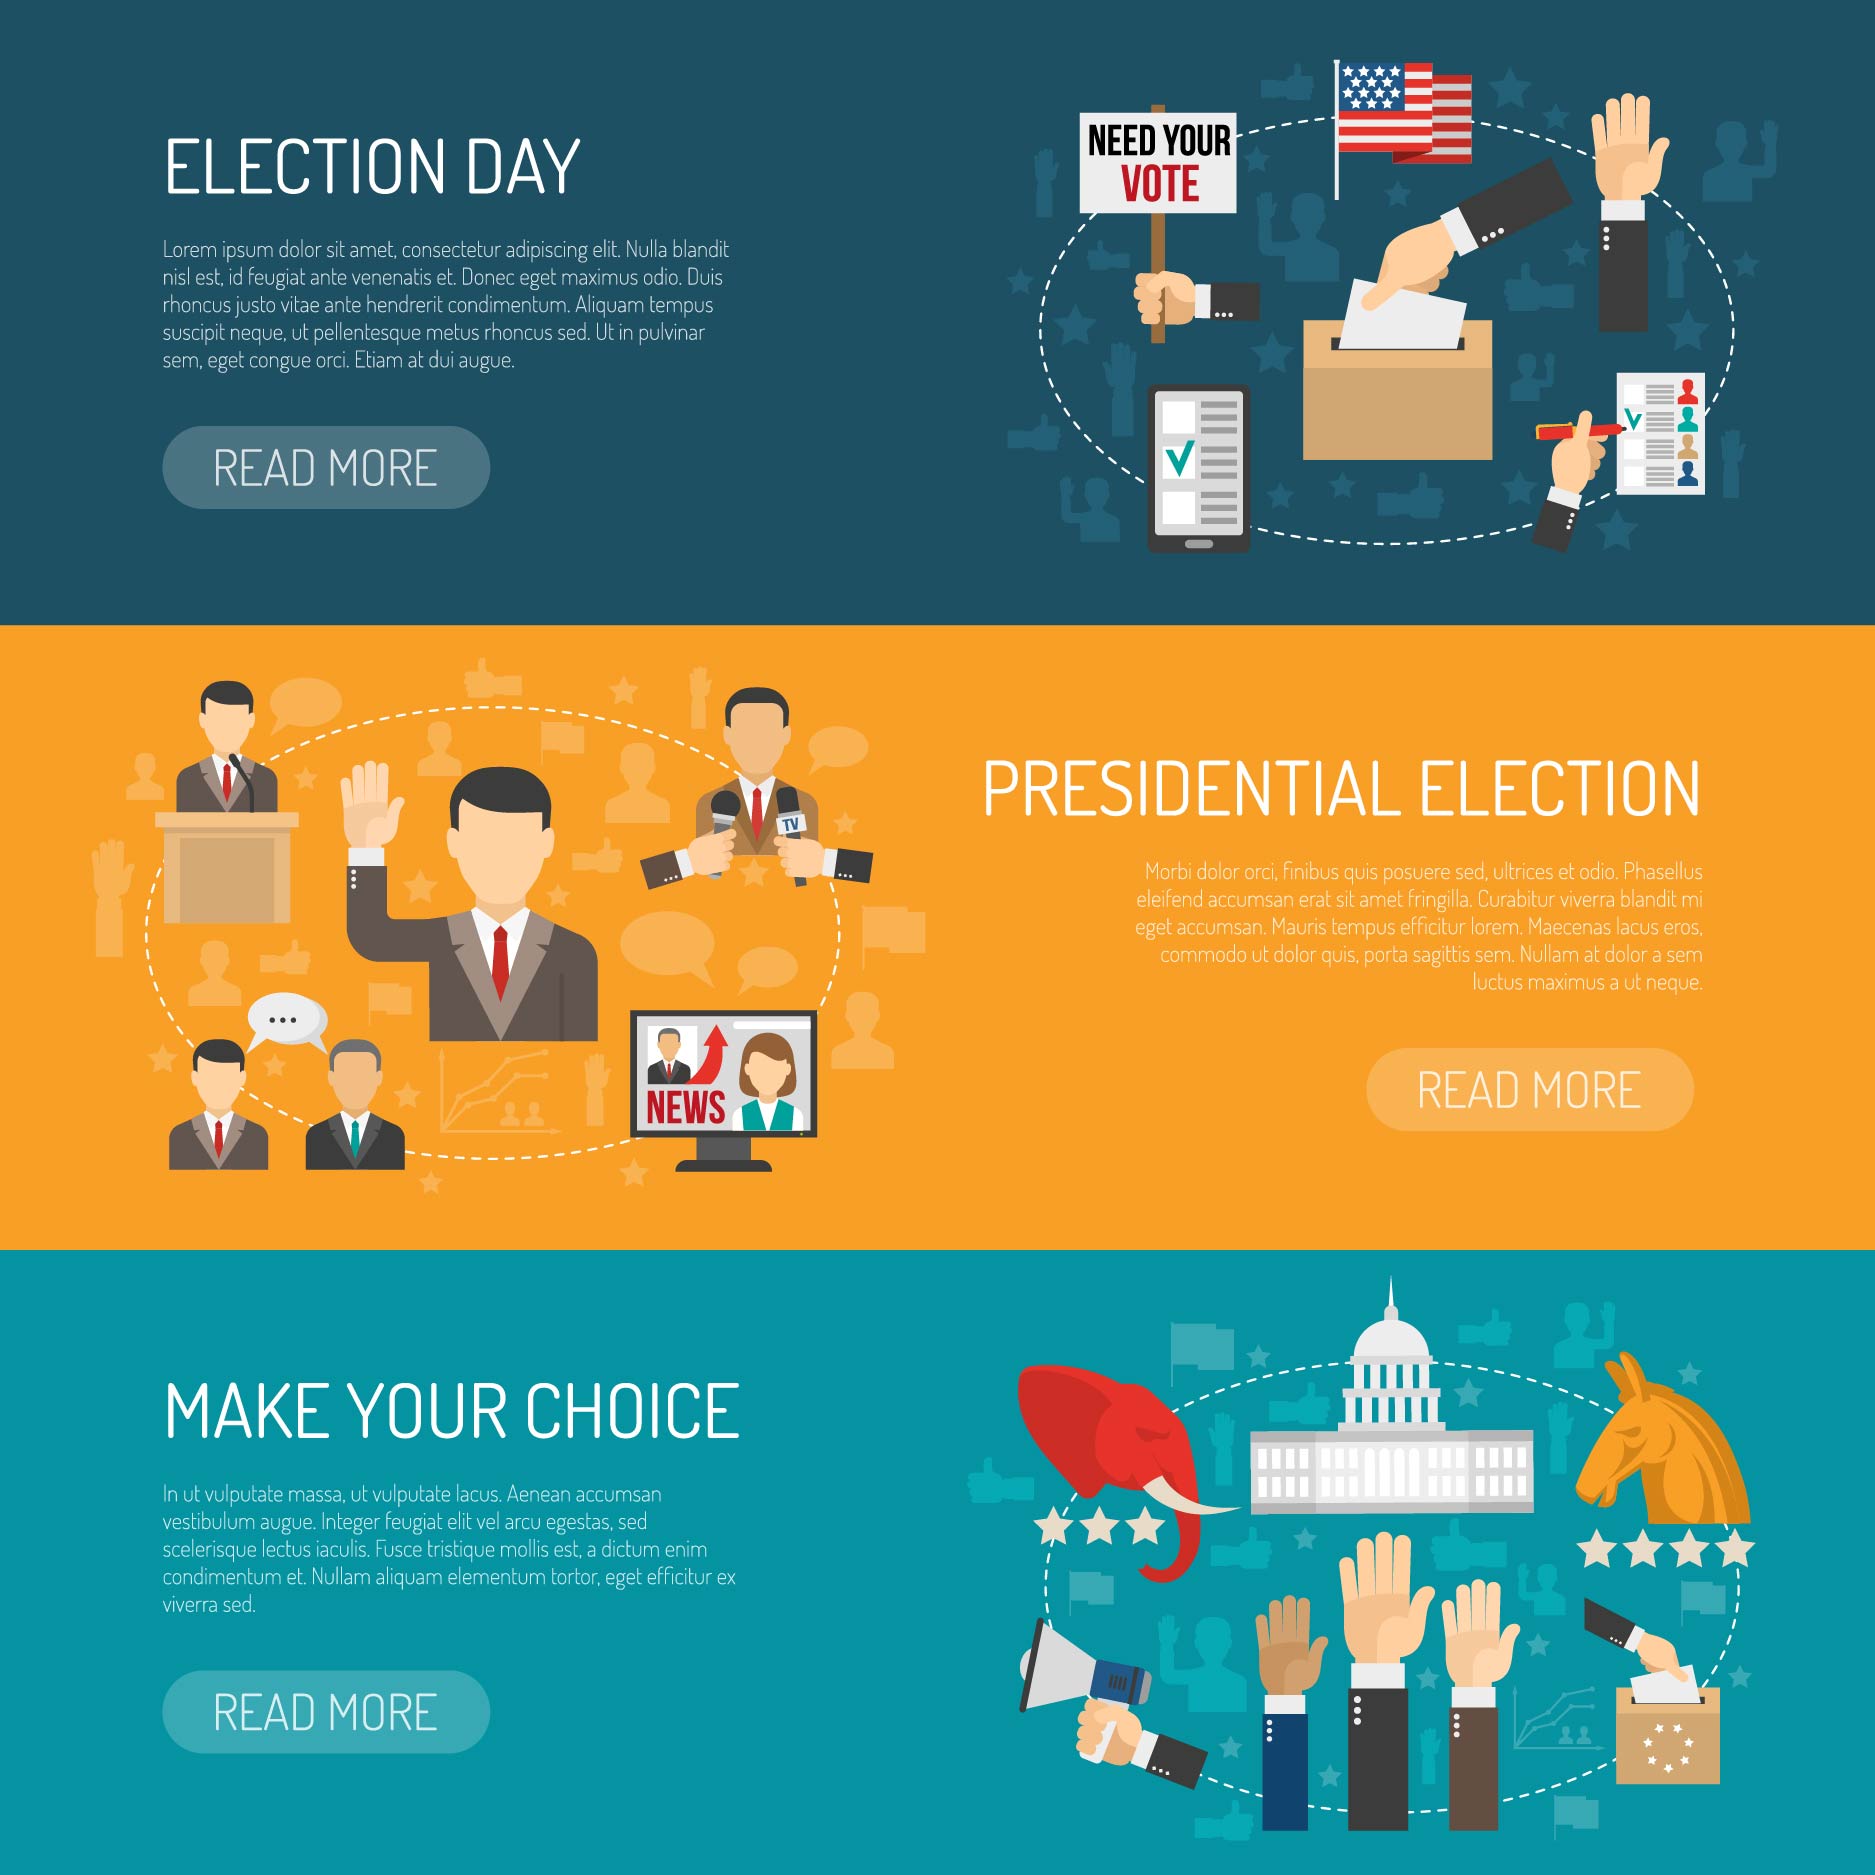 ELECTION DAY
Lorem ipsum dolor sit amet, consectetur adipiscing elit. Nulla blandit
nisl est, id feugiat ante venenatis et. Donec eget maximus odio. Duis
rhoncus justo vitae ante hendrerit condimentum. Aliquam tempus
suscipit neque, ut pellentesque metus rhoncus sed. Ut in pulvinar
sem, eget congue orci. Etiam at dui augue.
READ MORE
NEED YOUR
VOTE
TV
NEWS
PRESIDENTIAL ELECTION
Morbi dolor orci, finibus quis posuere sed, ultrices et odio. Phasellus
eleifend accumsan erat sit amet fringilla. Curabitur viverra blandit mi
eget accumsan. Mauris tempus efficitur lorem. Maecenas lacus eros,
commodo ut dolor quis, porta sagittis sem. Nullam at dolor a sem
luctus maximus a ut neque.
READ MORE
MAKE YOUR CHOICE
In ut vulputate massa, ut vulputate lacus. Aenean accumsan
vestibulum augue. Integer feugiat elit vel arcu egestas, sed
scelerisque lectus iaculis. Fusce tristique mollis est, a dictum enim
condimentum et. Nullam aliquam elementum tortor, eget efficitur ex
viverra sed.
READ MORE